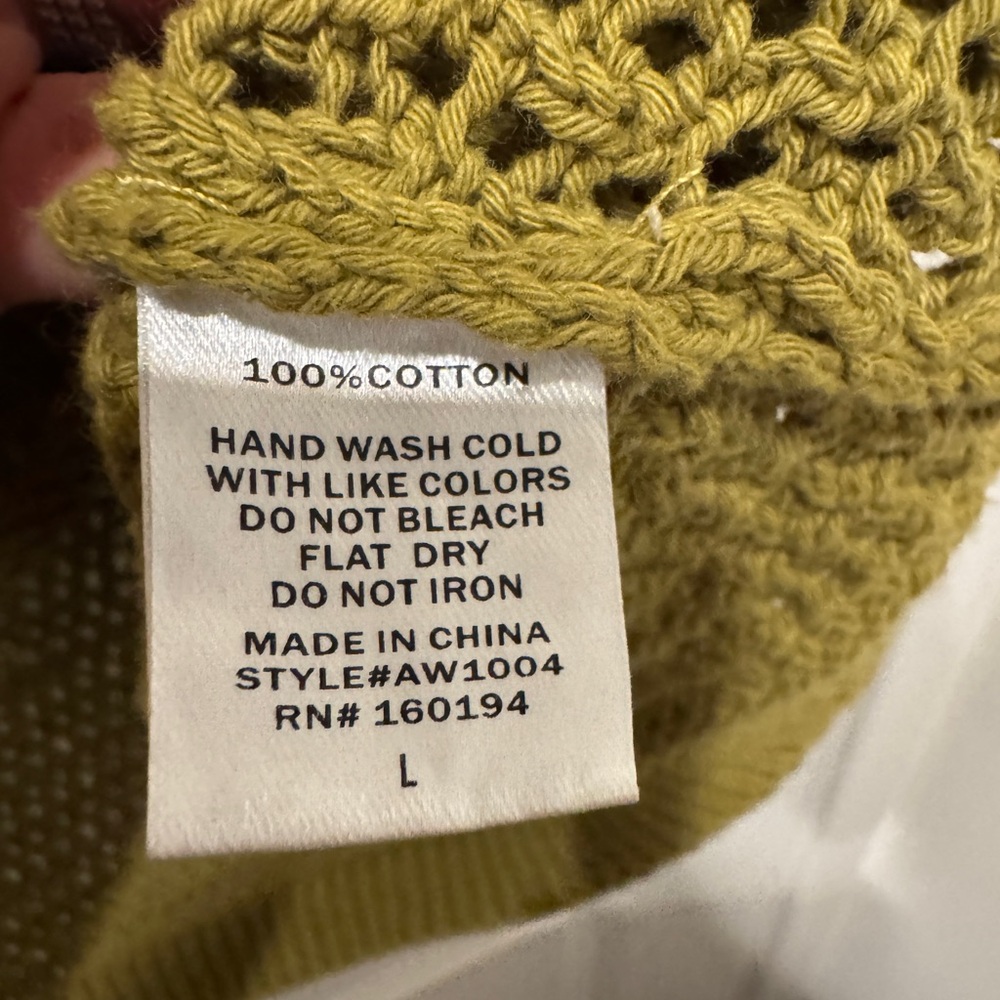 100%COTTON
HAND WASH COLD
WITH LIKE COLORS
DO NOT BLEACH
FLAT DRY
DO NOT IRON
MADE IN CHINA
STYLE#AW1004
RN# 160194
L